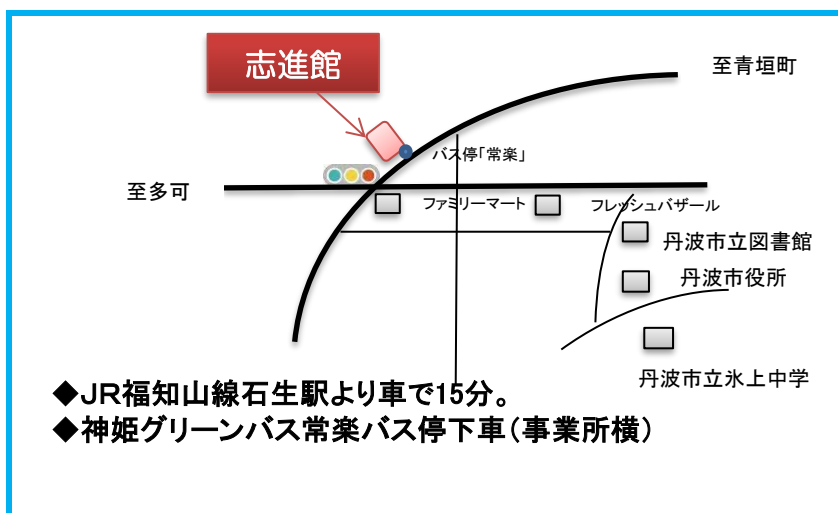 志進館
至青垣町
バス停「常楽」
至多可
ファミリーマート
フレッシュバザール
丹波市立図書館
丹波市役所
丹波市立氷上中学
◆JR福知山線石生駅より車で15分。
◆神姫グリーンバス常楽バス停下車（事業所横）